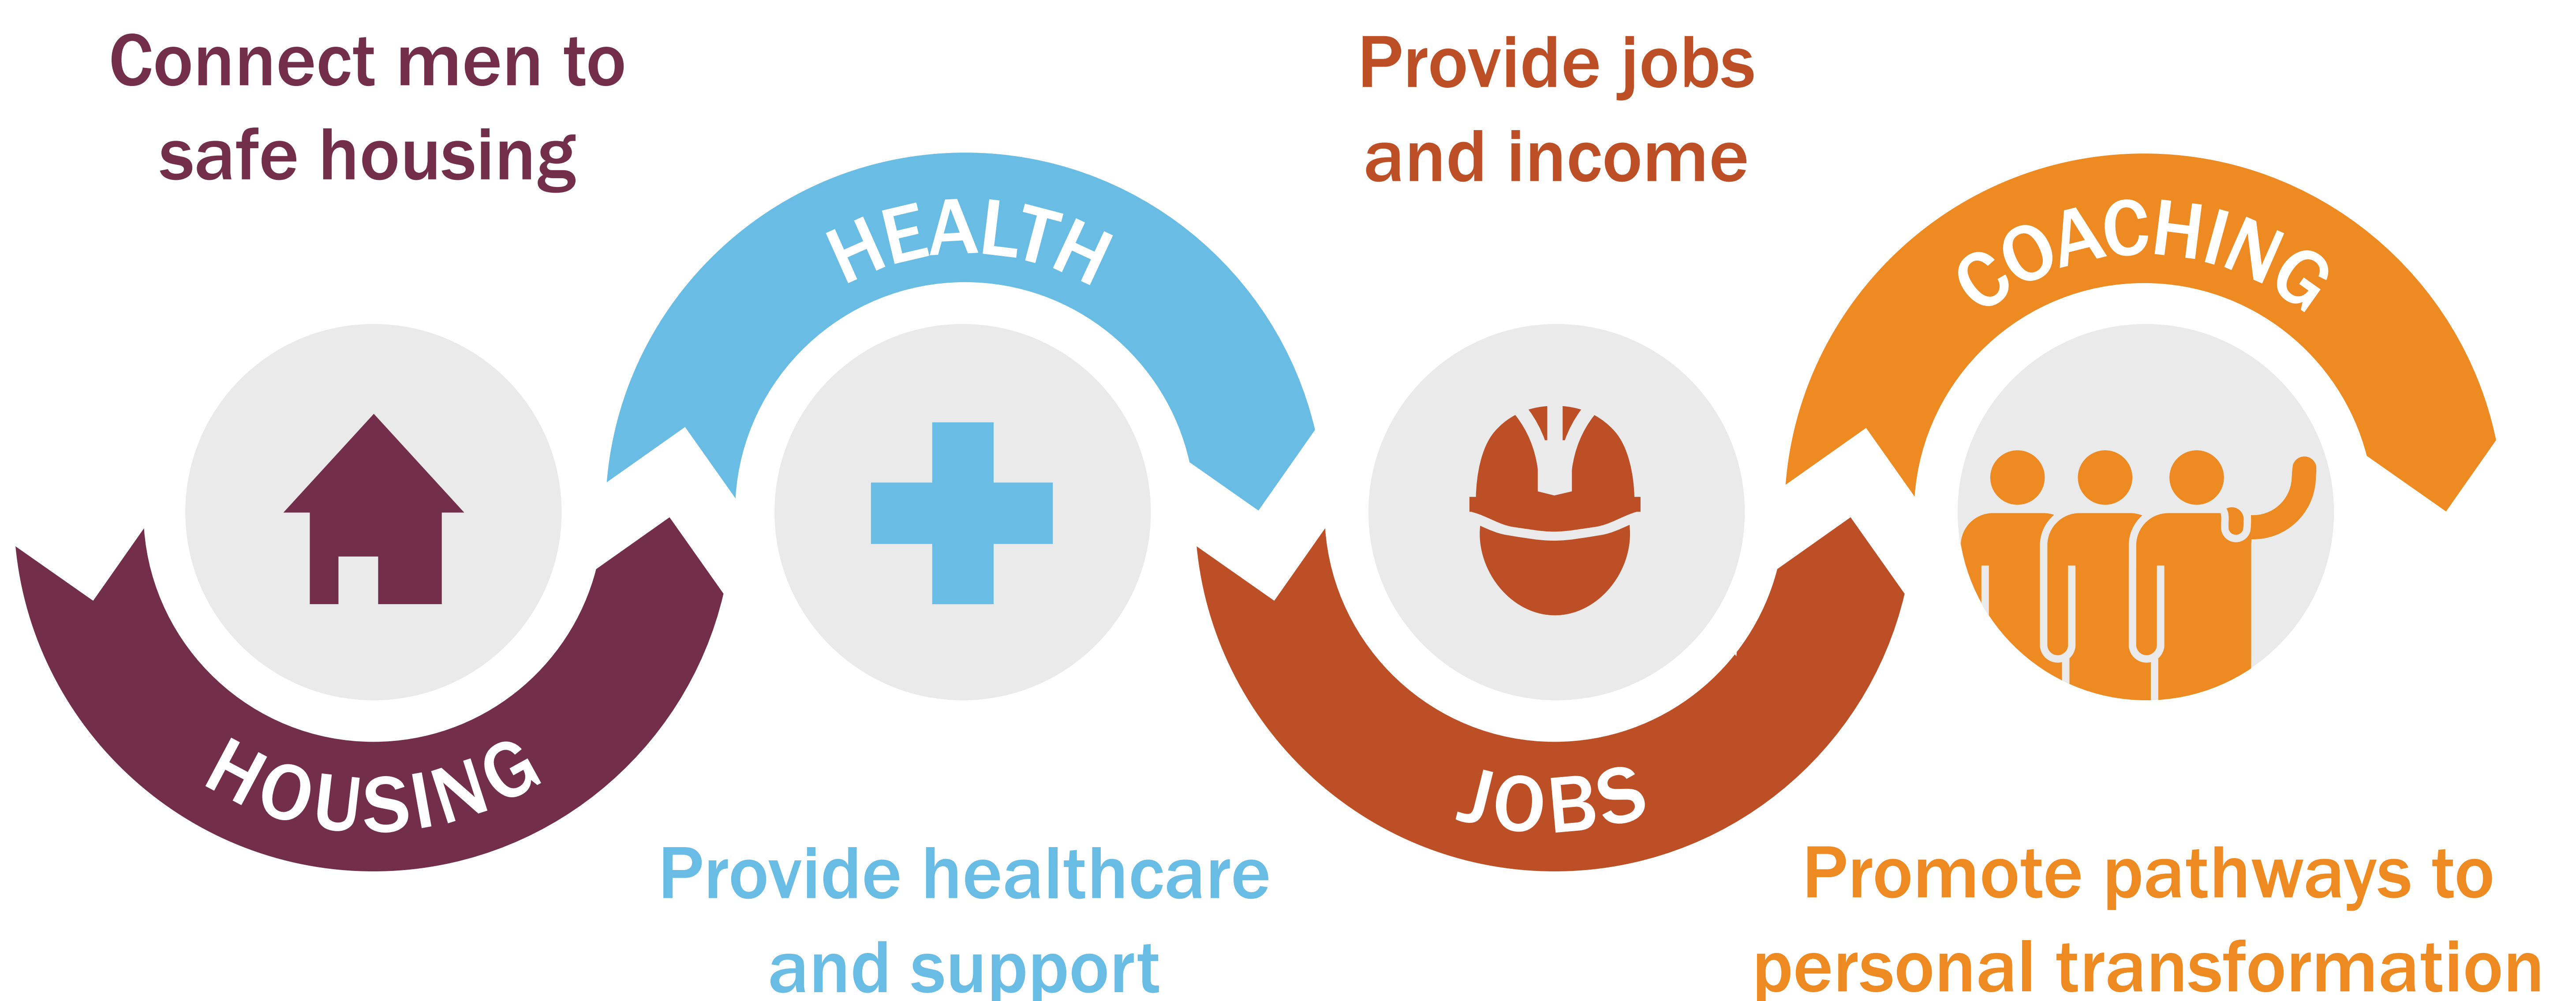 Connect men to
safe housing
HOUSING
HEALTH
Provide healthcare
and support
Provide jobs
and income
JOBS
COACHING
Promote pathways to
personal transformation